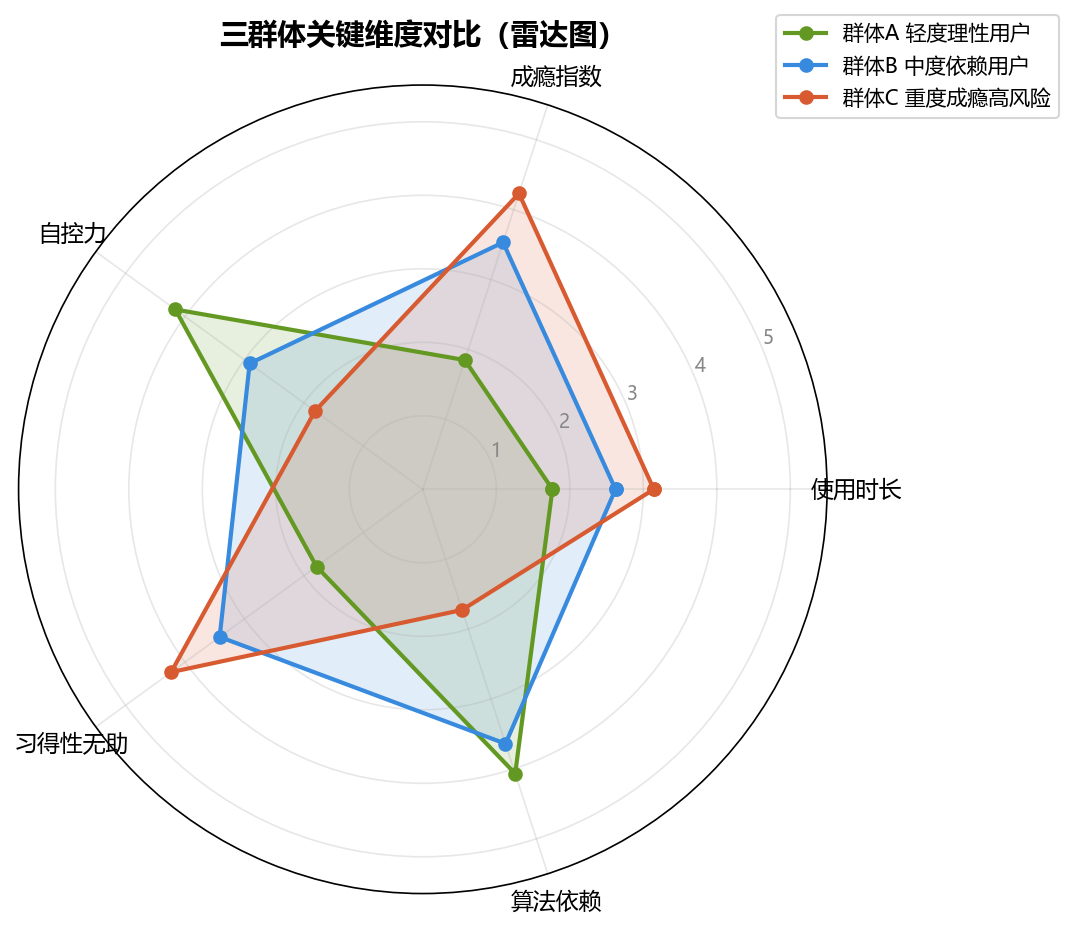 三群体关键维度对比（雷达图）
群体A 轻度理性用户
群体B 中度依赖用户
群体C 重度成瘾高风险
成瘾指数
自控力
5
4
3
2
1
使用时长
习得性无助
算法依赖